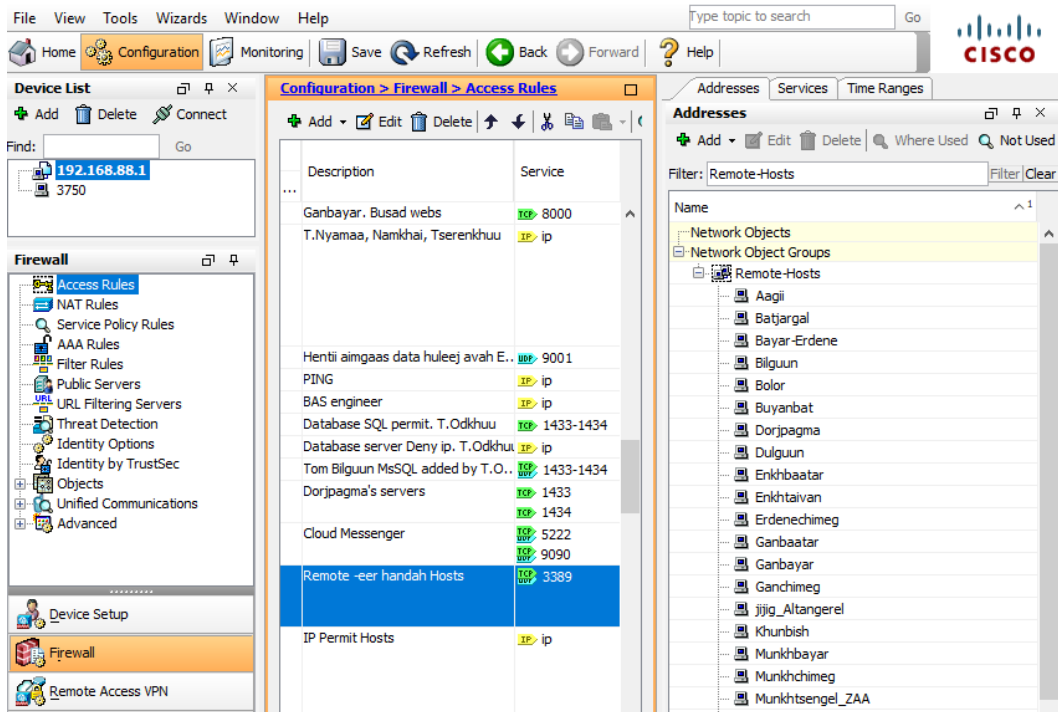 File View Tools Wizards Window Help
Type topic to search Go
CISCO
Home Configuration Monitoring Save Refresh Back Forward Help
Device List
Add Delete Connect
Find: Go
192.168.88.1
3750
Firewall
Access Rules
NAT Rules
Service Policy Rules
AAA Rules
Filter Rules
Public Servers
URL Filtering Servers
Threat Detection
Identity Options
Identity by TrustSec
Objects
Unified Communications
Advanced
Device Setup
Firewall
Remote Access VPN
Configuration > Firewall > Access Rules
Add Edit Delete
Description Service
...
Ganbayar. Busad webs TCP 8000
T.Nyamaa, Namkhai, Tserenkhuu IP ip
Hentii aimgaas data huleej avah E.. UDP 9001
PING IP ip
BAS engineer IP ip
Database SQL permit. T.Odkhuu TCP 1433-1434
Database server Deny ip. T.Odkhuu IP ip
Tom Bilguun MsSQL added by T.O.. TCP UDP 1433-1434
Dorjpagma's servers TCP 1433
TCP 1434
Cloud Messenger TCP UDP 5222
TCP UDP 9090
Remote -eer handah Hosts TCP UDP 3389
IP Permit Hosts IP ip
Addresses Services Time Ranges
Addresses
Add Edit Delete Where Used Not Used
Filter: Remote-Hosts Filter Clear
Name 1
Network Objects
Network Object Groups
Remote-Hosts
Aagii
Batjargal
Bayar-Erdene
Bilguun
Bolor
Buyanbat
Dorjpagma
Dulguun
Enkhbaatar
Enkhtaivan
Erdenechimeg
Ganbaatar
Ganbayar
Ganchimeg
jijig_Altangerel
Khunbish
Munkhbayar
Munkhchimeg
Munkhtsengel_ZAA